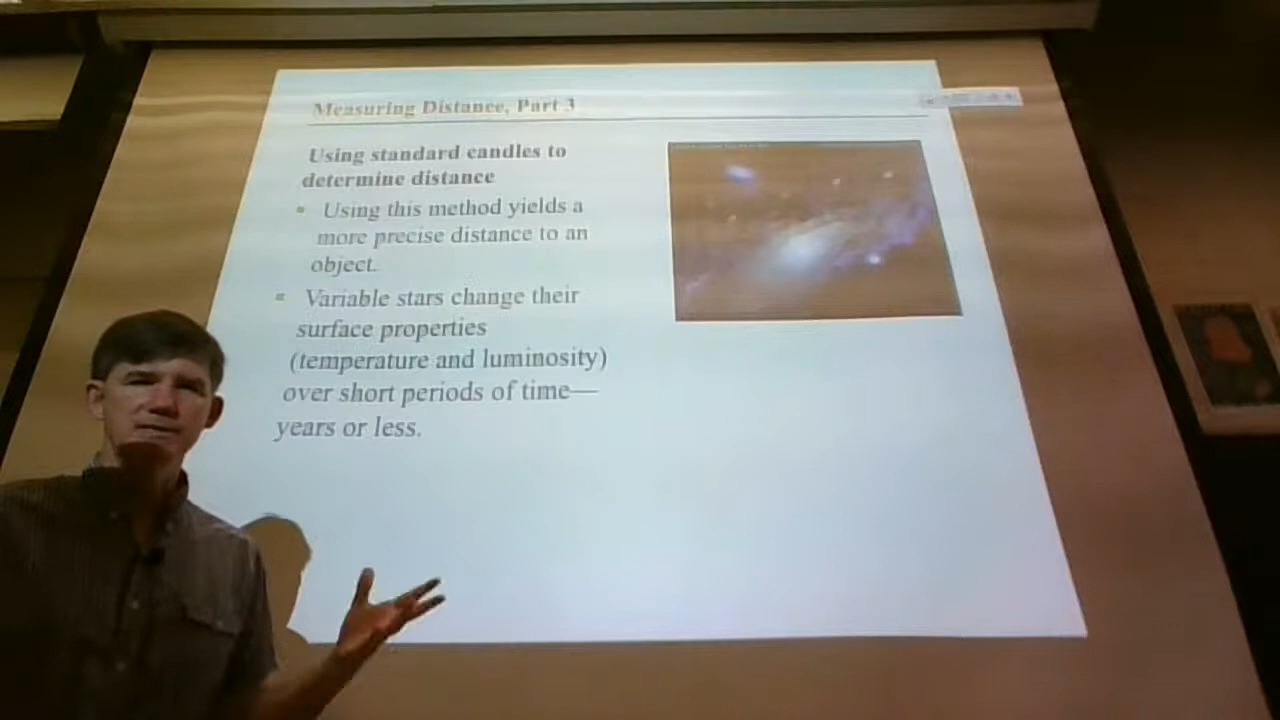 Measuring Distance, Part 3
Using standard candles to
determine distance
Using this method yields a
more precise distance to an
object.
Variable stars change their
surface properties
(temperature and luminosity)
over short periods of time—
years or less.